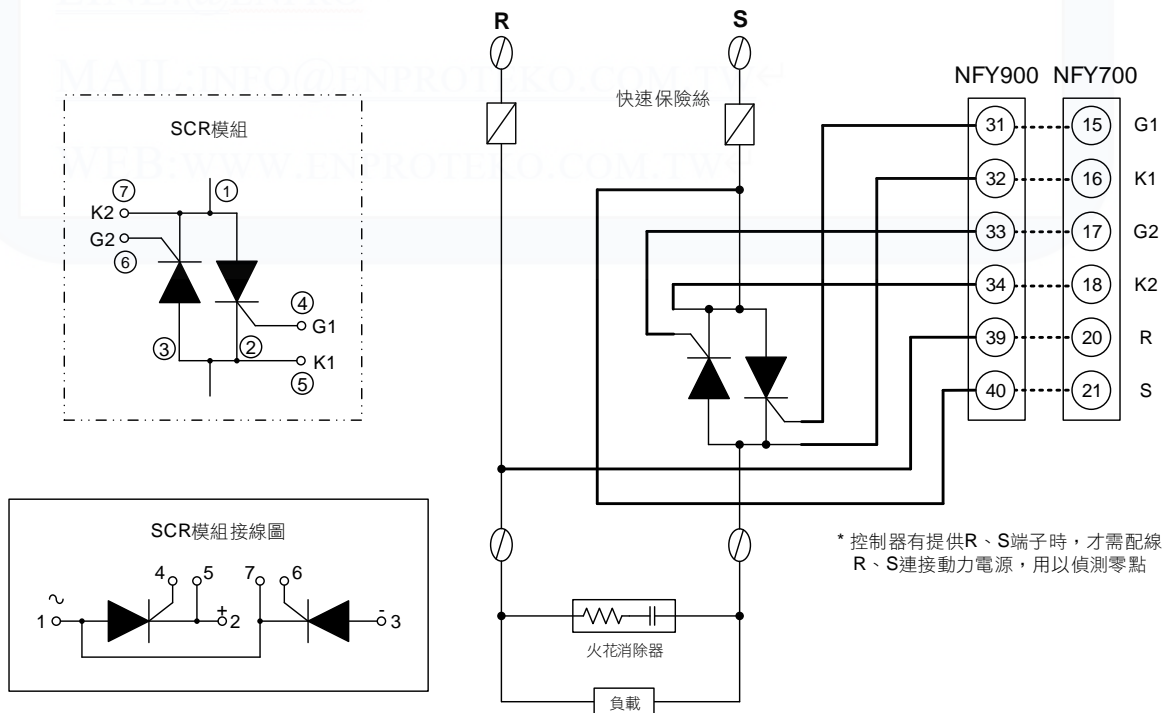 LINE:@ENPRO
MAIL:INFO@ENPROTEKO.COM.TW↵
WEB:WWW.ENPROTEKO.COM.TW↵
R
S
快速保險絲
NFY900 NFY700
31 15 G1
32 16 K1
33 17 G2
34 18 K2
39 20 R
40 21 S
SCR模組
⑦ ①
K2
G2
⑥
④
G1
③ ②
K1
⑤
SCR模組接線圖
4 5 7 6
1 ~ + 2 - 3
* 控制器有提供R、S端子時,才需配線
R、S連接動力電源,用以偵測零點
火花消除器
負載